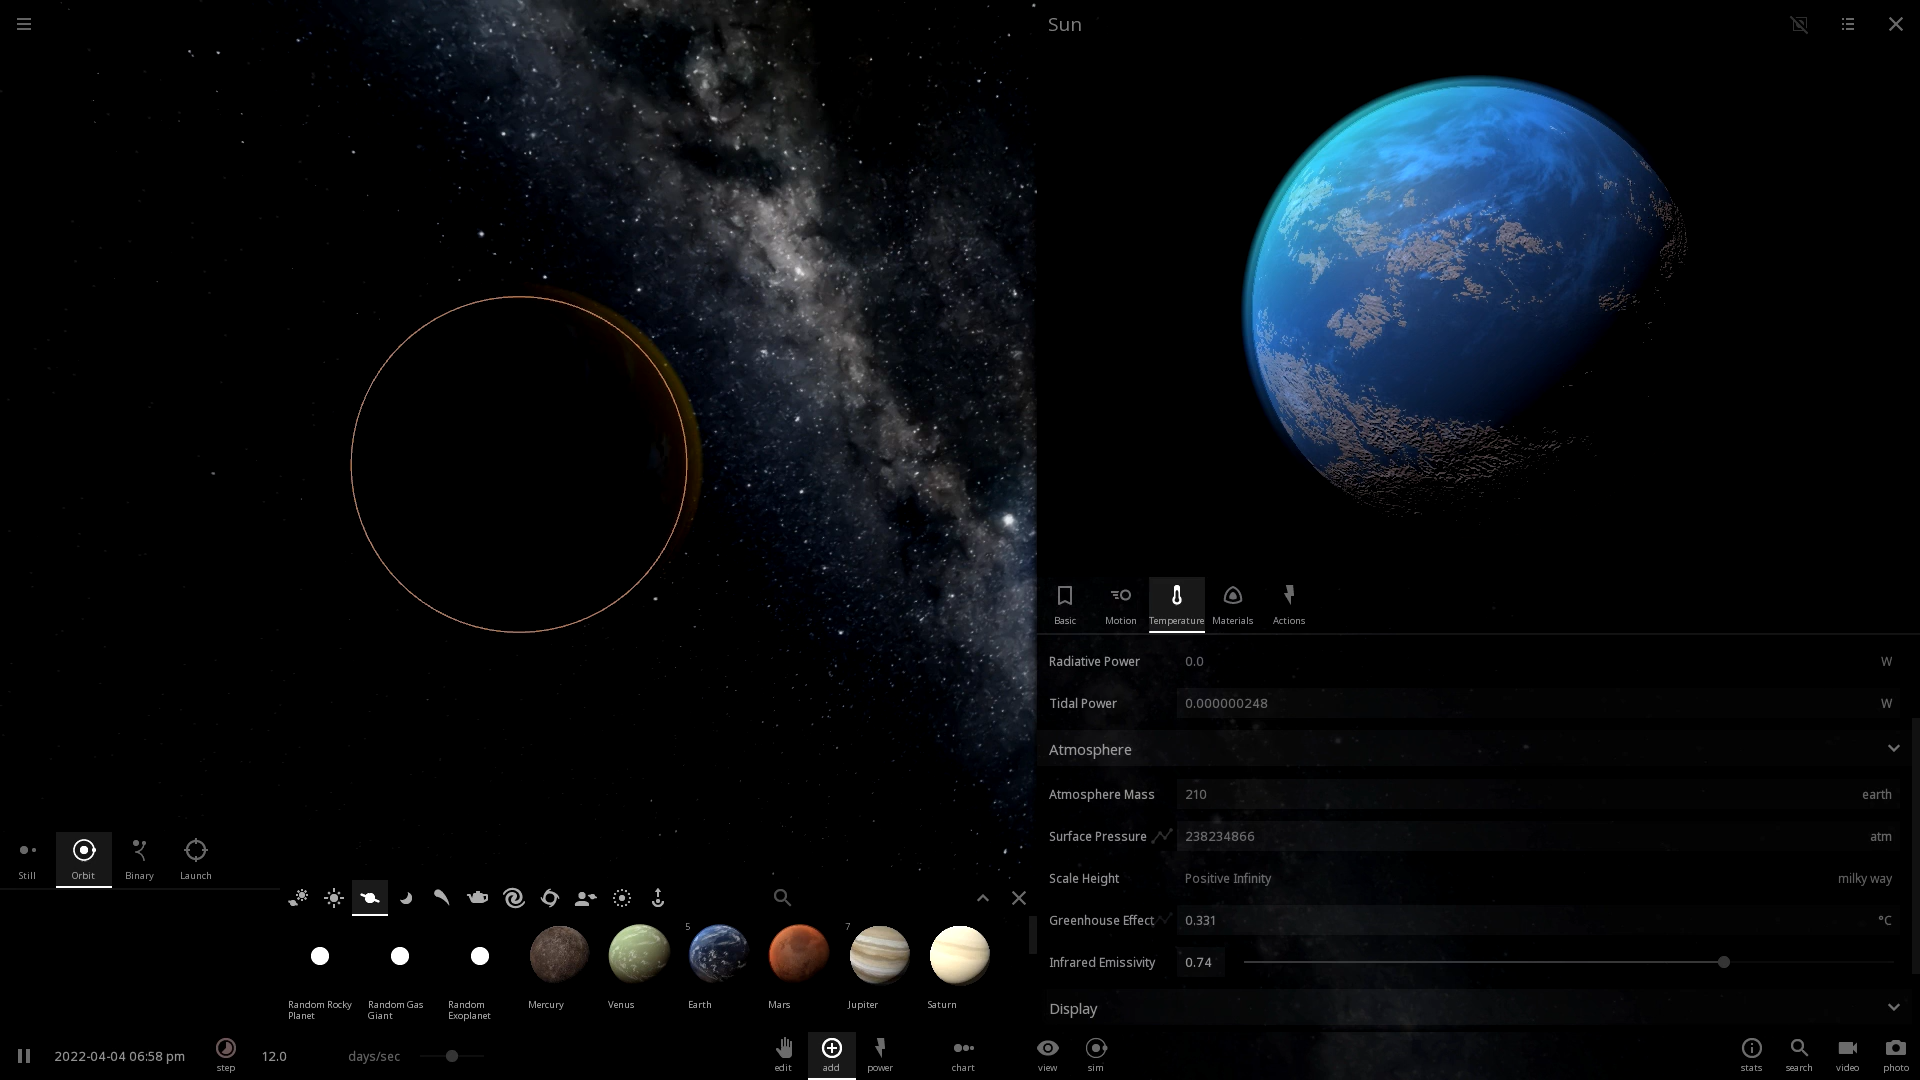 Sun
Basic
Motion
Temperature
Materials
Actions
Radiative Power 0.0 W
Tidal Power 0.000000248 W
Atmosphere
Atmosphere Mass 210 earth
Surface Pressure 238234866 atm
Scale Height Positive Infinity milky way
Greenhouse Effect 0.331 °C
Infrared Emissivity 0.74
Display
Still
Orbit
Binary
Launch
5
7
Random Rocky
Planet
Random Gas
Giant
Random
Exoplanet
Mercury
Venus
Earth
Mars
Jupiter
Saturn
2022-04-04 06:58 pm
step
12.0
days/sec
edit
add
power
chart
view
sim
stats
search
video
photo